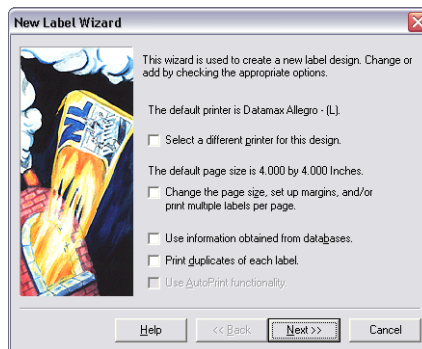 New Label Wizard
This wizard is used to create a new label design. Change or
add by checking the appropriate options.
The default printer is Datamax Allegro - (L).
Select a different printer for this design.
The default page size is 4.000 by 4.000 Inches.
Change the page size, set up margins, and/or
print multiple labels per page.
Use information obtained from databases.
Print duplicates of each label.
Use AutoPrint functionality.
Help
<< Back
Next >>
Cancel
NL